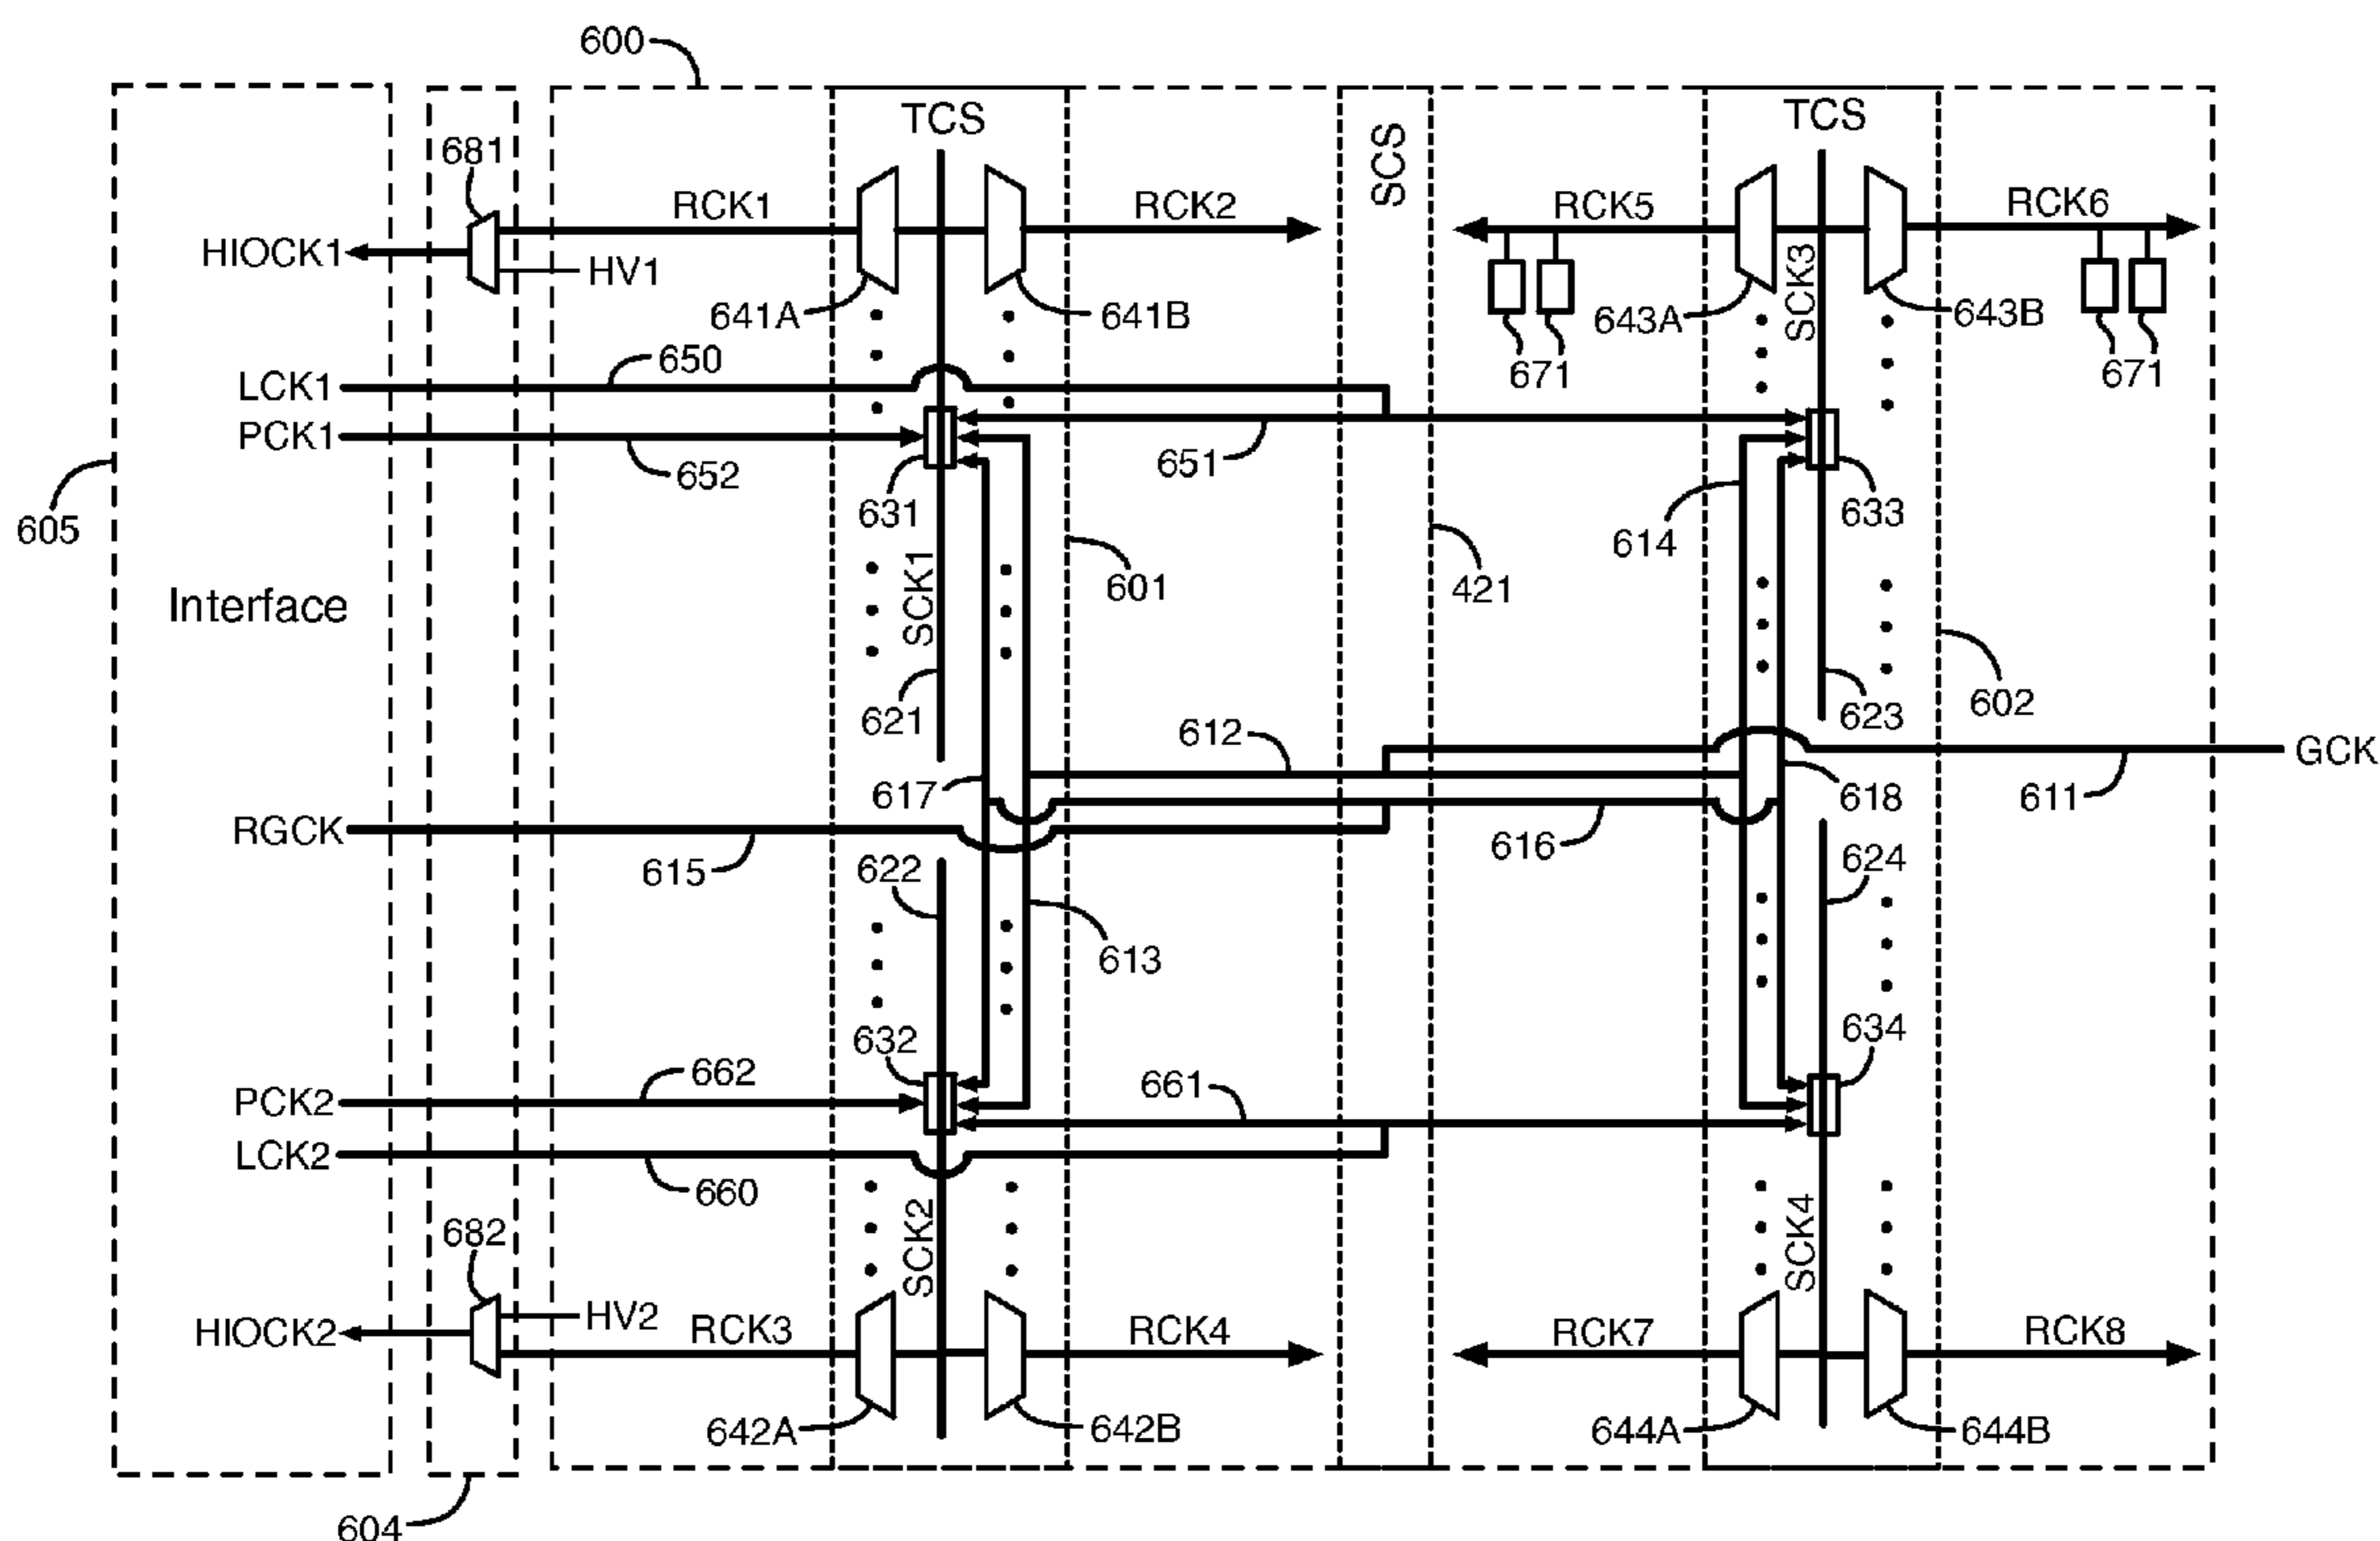 600
TCS
SCS
TCS
681
RCK1
RCK2
RCK5
RCK6
HIOCK1
HV1
SCK3
641A
641B
643A
643B
671
671
LCK1
650
PCK1
652
651
631
633
614
605
SCK1
601
421
Interface
621
612
623
602
GCK
617
618
611
RGCK
615
616
622
624
613
632
634
PCK2
662
661
LCK2
660
SCK2
SCK4
682
HV2
HIOCK2
RCK3
RCK4
RCK7
RCK8
642A
642B
644A
644B
604